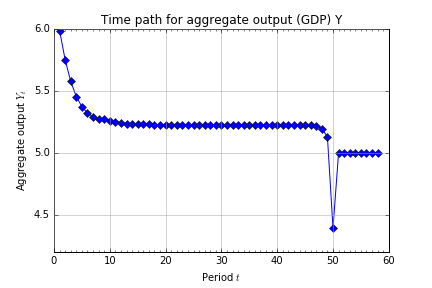 Time path for aggregate output (GDP) Y
6.0
5.5
5.0
4.5
Aggregate output Y_t
0 10 20 30 40 50 60
Period t